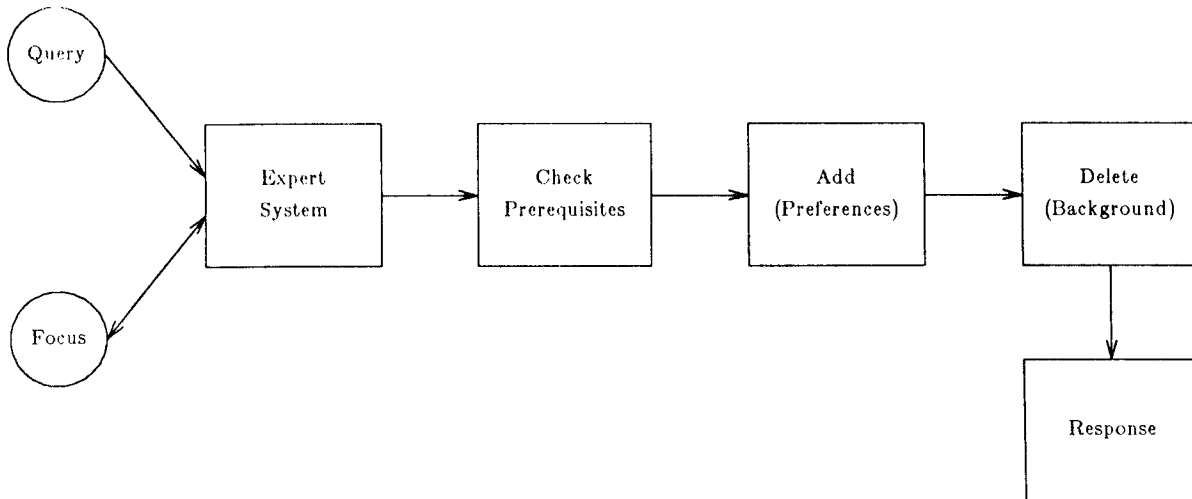 Query
Expert
System
Check
Prerequisites
Add
(Preferences)
Delete
(Background)
Focus
Response